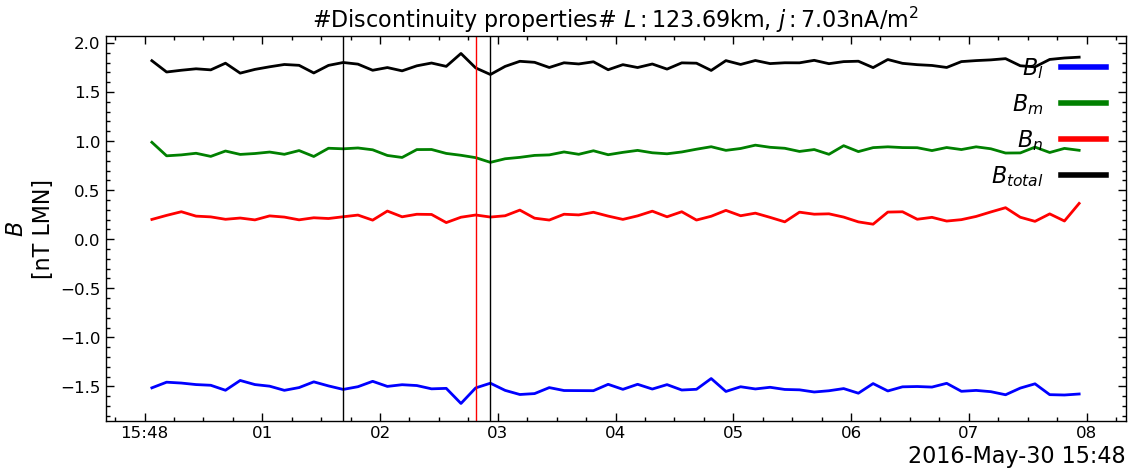 #Discontinuity properties# L : 123.69km, j : 7.03nA/m²
2.0
1.5
1.0
0.5
0.0
−0.5
−1.0
−1.5
B
[nT LMN]
B_l
B_m
B_n
B_total
15:48 01 02 03 04 05 06 07 08
2016-May-30 15:48